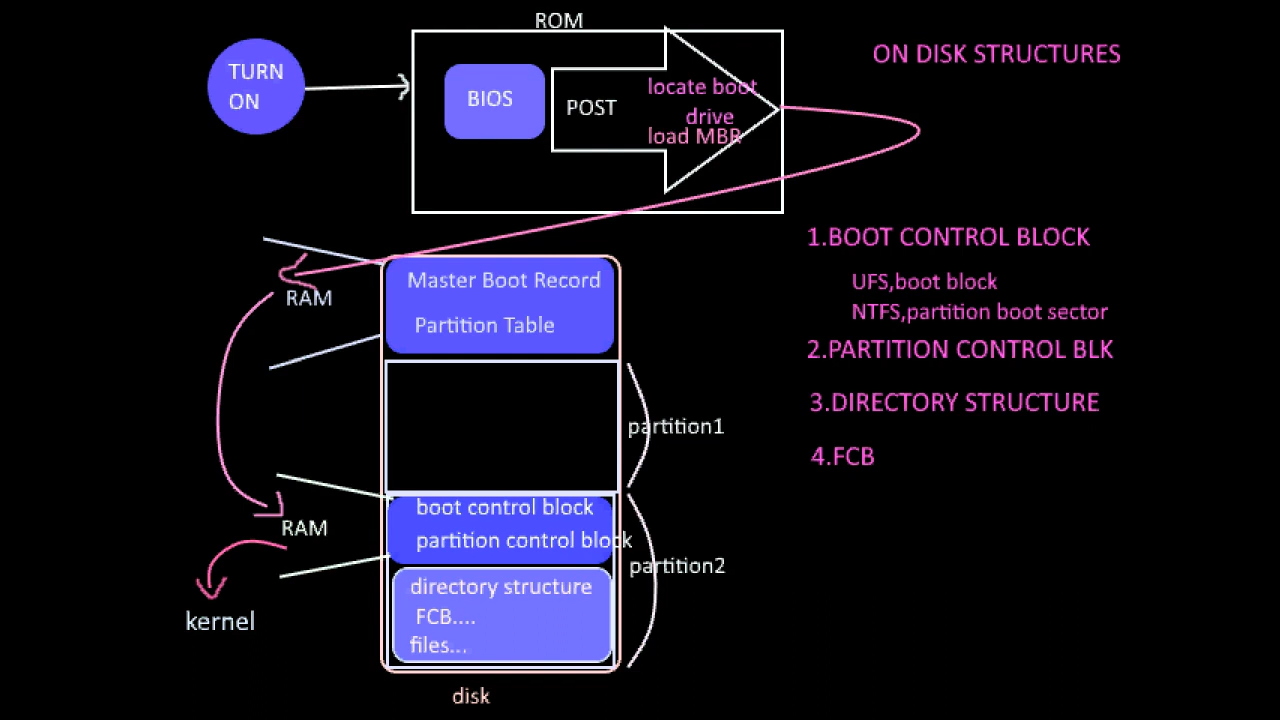 ROM
TURN
ON
BIOS
POST
locate boot
drive
load MBR
ON DISK STRUCTURES
1.BOOT CONTROL BLOCK
UFS,boot block
NTFS,partition boot sector
2.PARTITION CONTROL BLK
3.DIRECTORY STRUCTURE
4.FCB
RAM
Master Boot Record
Partition Table
partition1
RAM
boot control block
partition control block
partition2
directory structure
FCB....
files...
kernel
disk